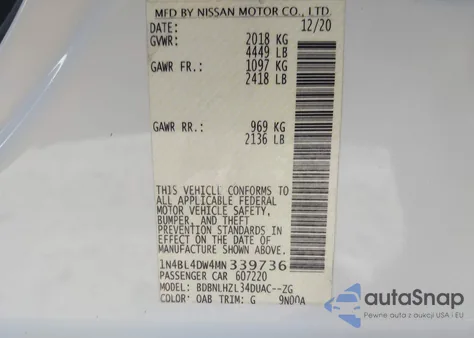 MFD BY NISSAN MOTOR CO., LTD.
DATE: 12/20
GVWR: 2018 KG
4449 LB
GAWR FR.: 1097 KG
2418 LB
GAWR RR.: 969 KG
2136 LB
THIS VEHICLE CONFORMS TO
ALL APPLICABLE FEDERAL
MOTOR VEHICLE SAFETY,
BUMPER, AND THEFT
PREVENTION STANDARDS IN
EFFECT ON THE DATE OF
MANUFACTURE SHOWN ABOVE.
1N4BL4DW4MN339736
PASSENGER CAR 607220
MODEL: BDBNLHZL34DUAC--ZG
COLOR: QAB TRIM: G 9N00A
autaSnap
Pewne auta z aukcji USA i EU